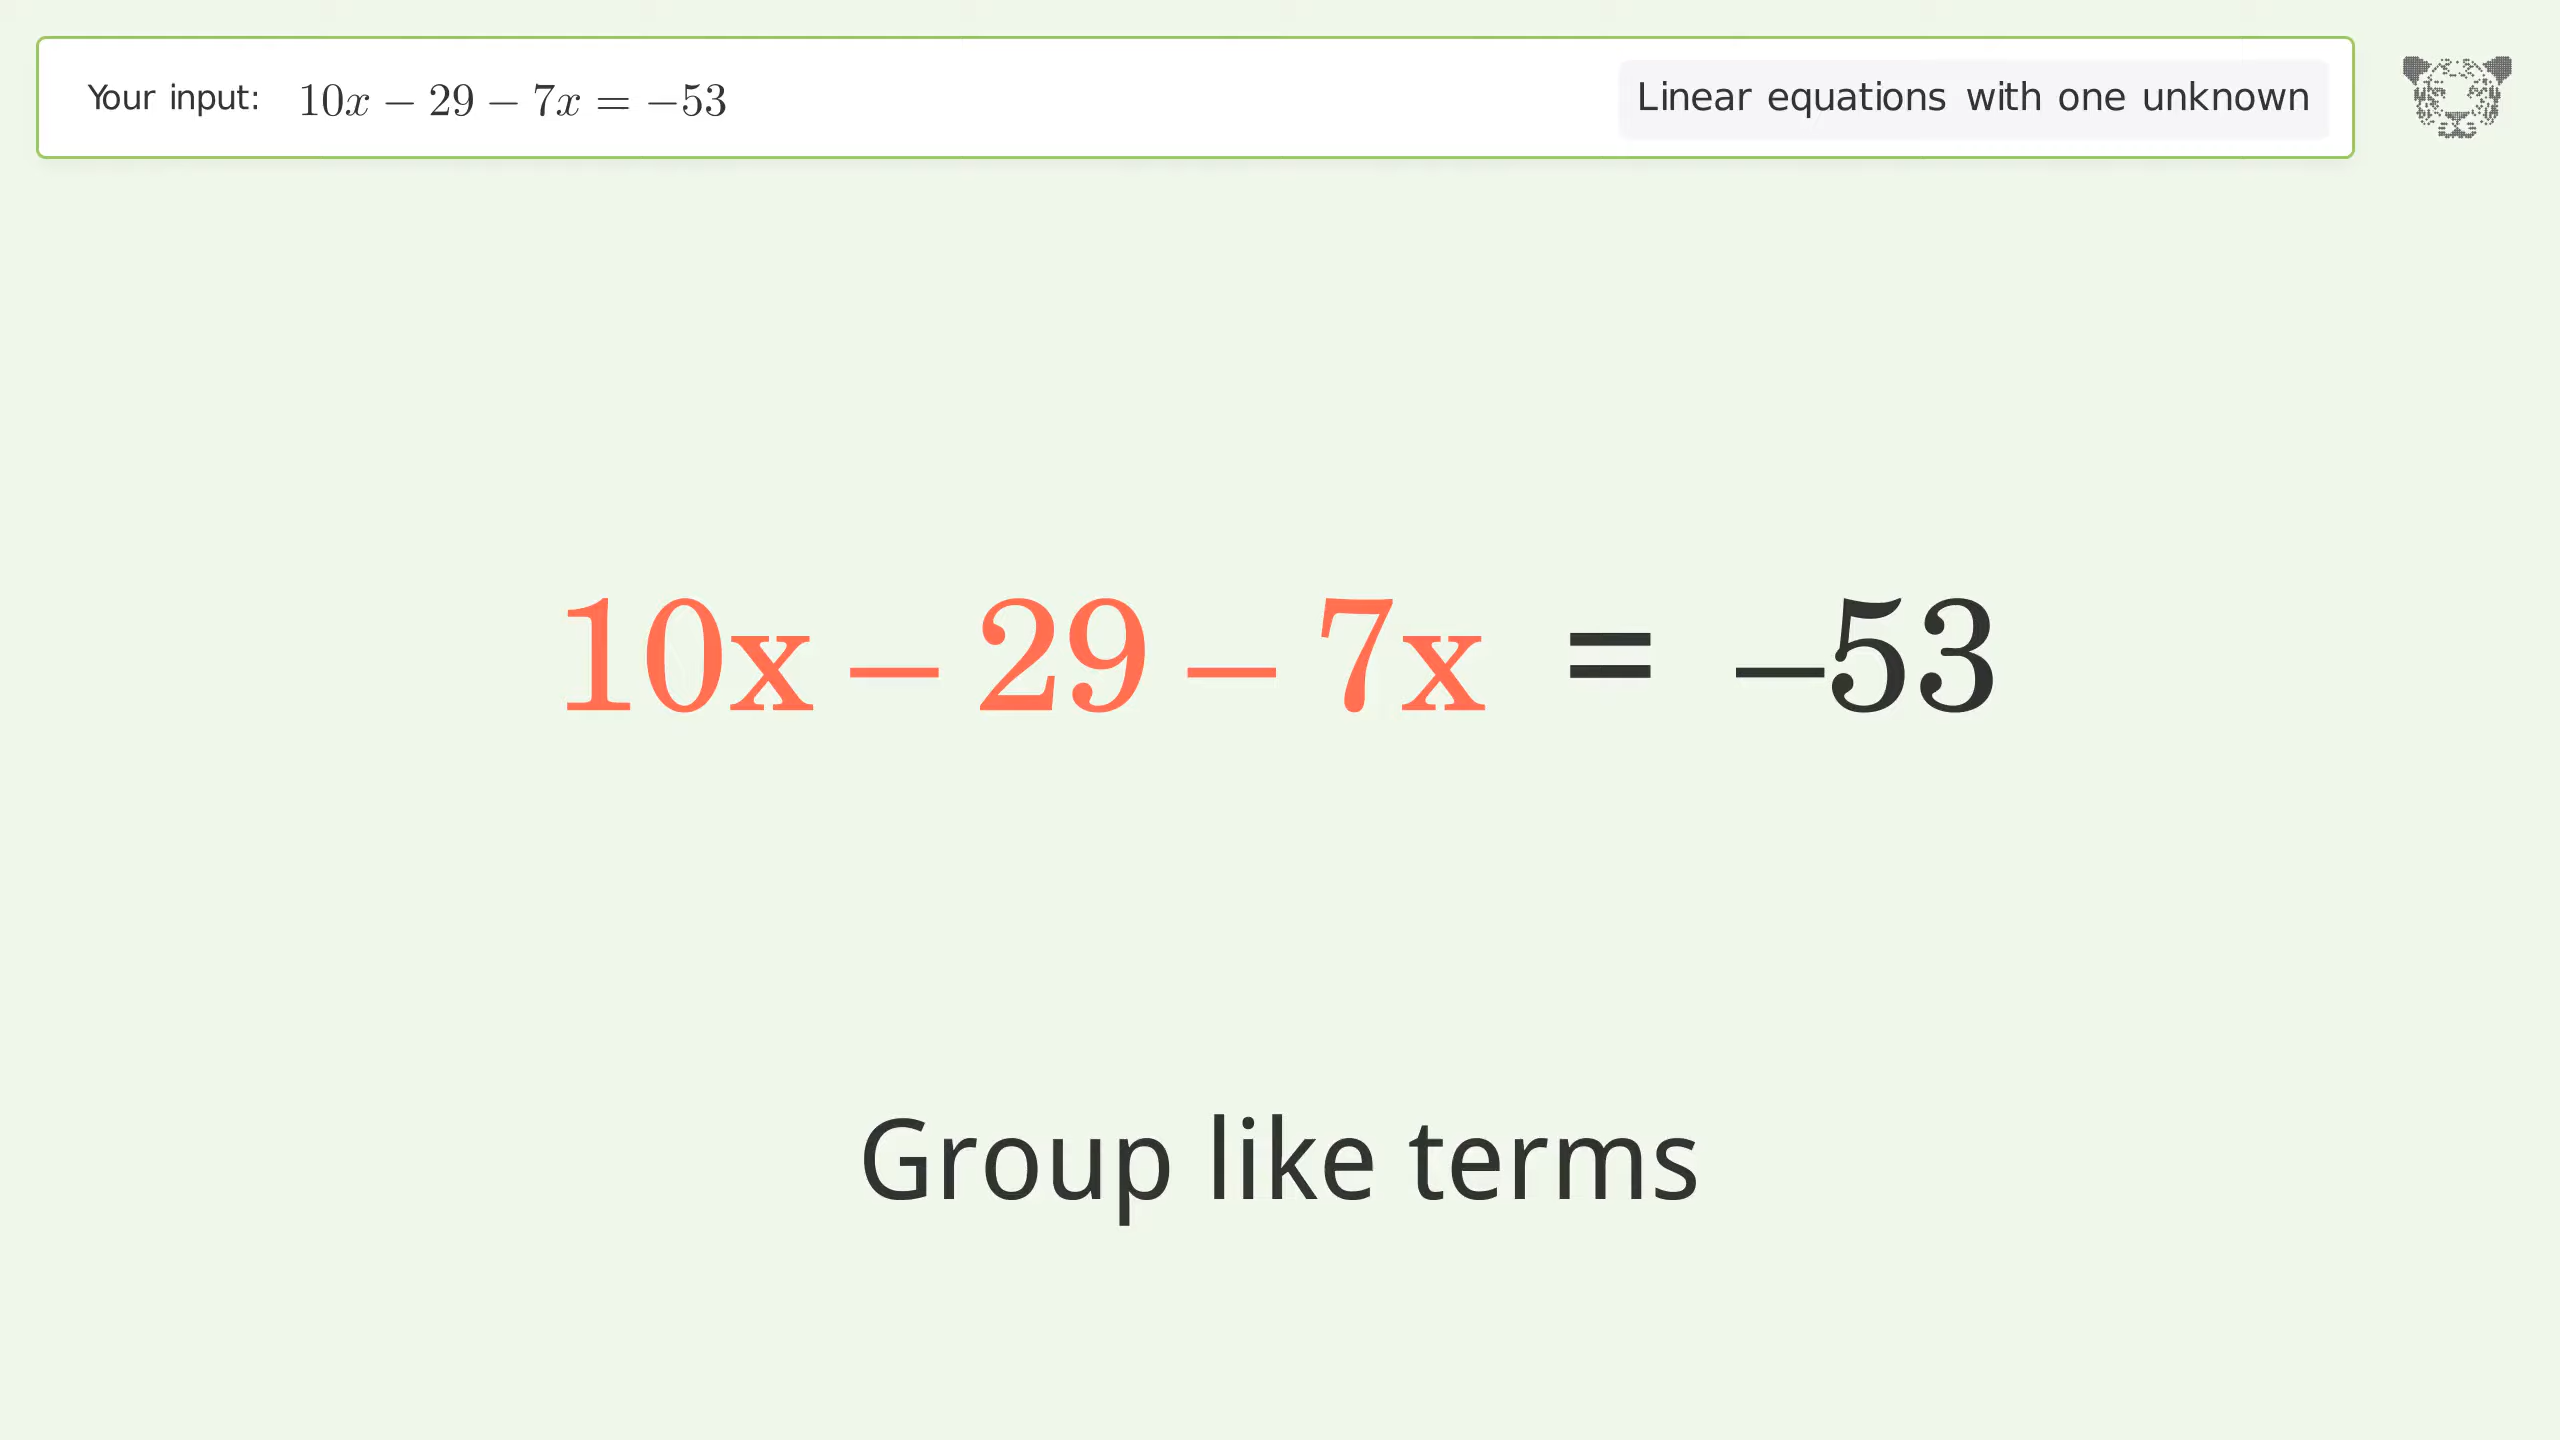 Your input: 10x − 29 − 7x = −53
Linear equations with one unknown
10x − 29 − 7x = −53
Group like terms